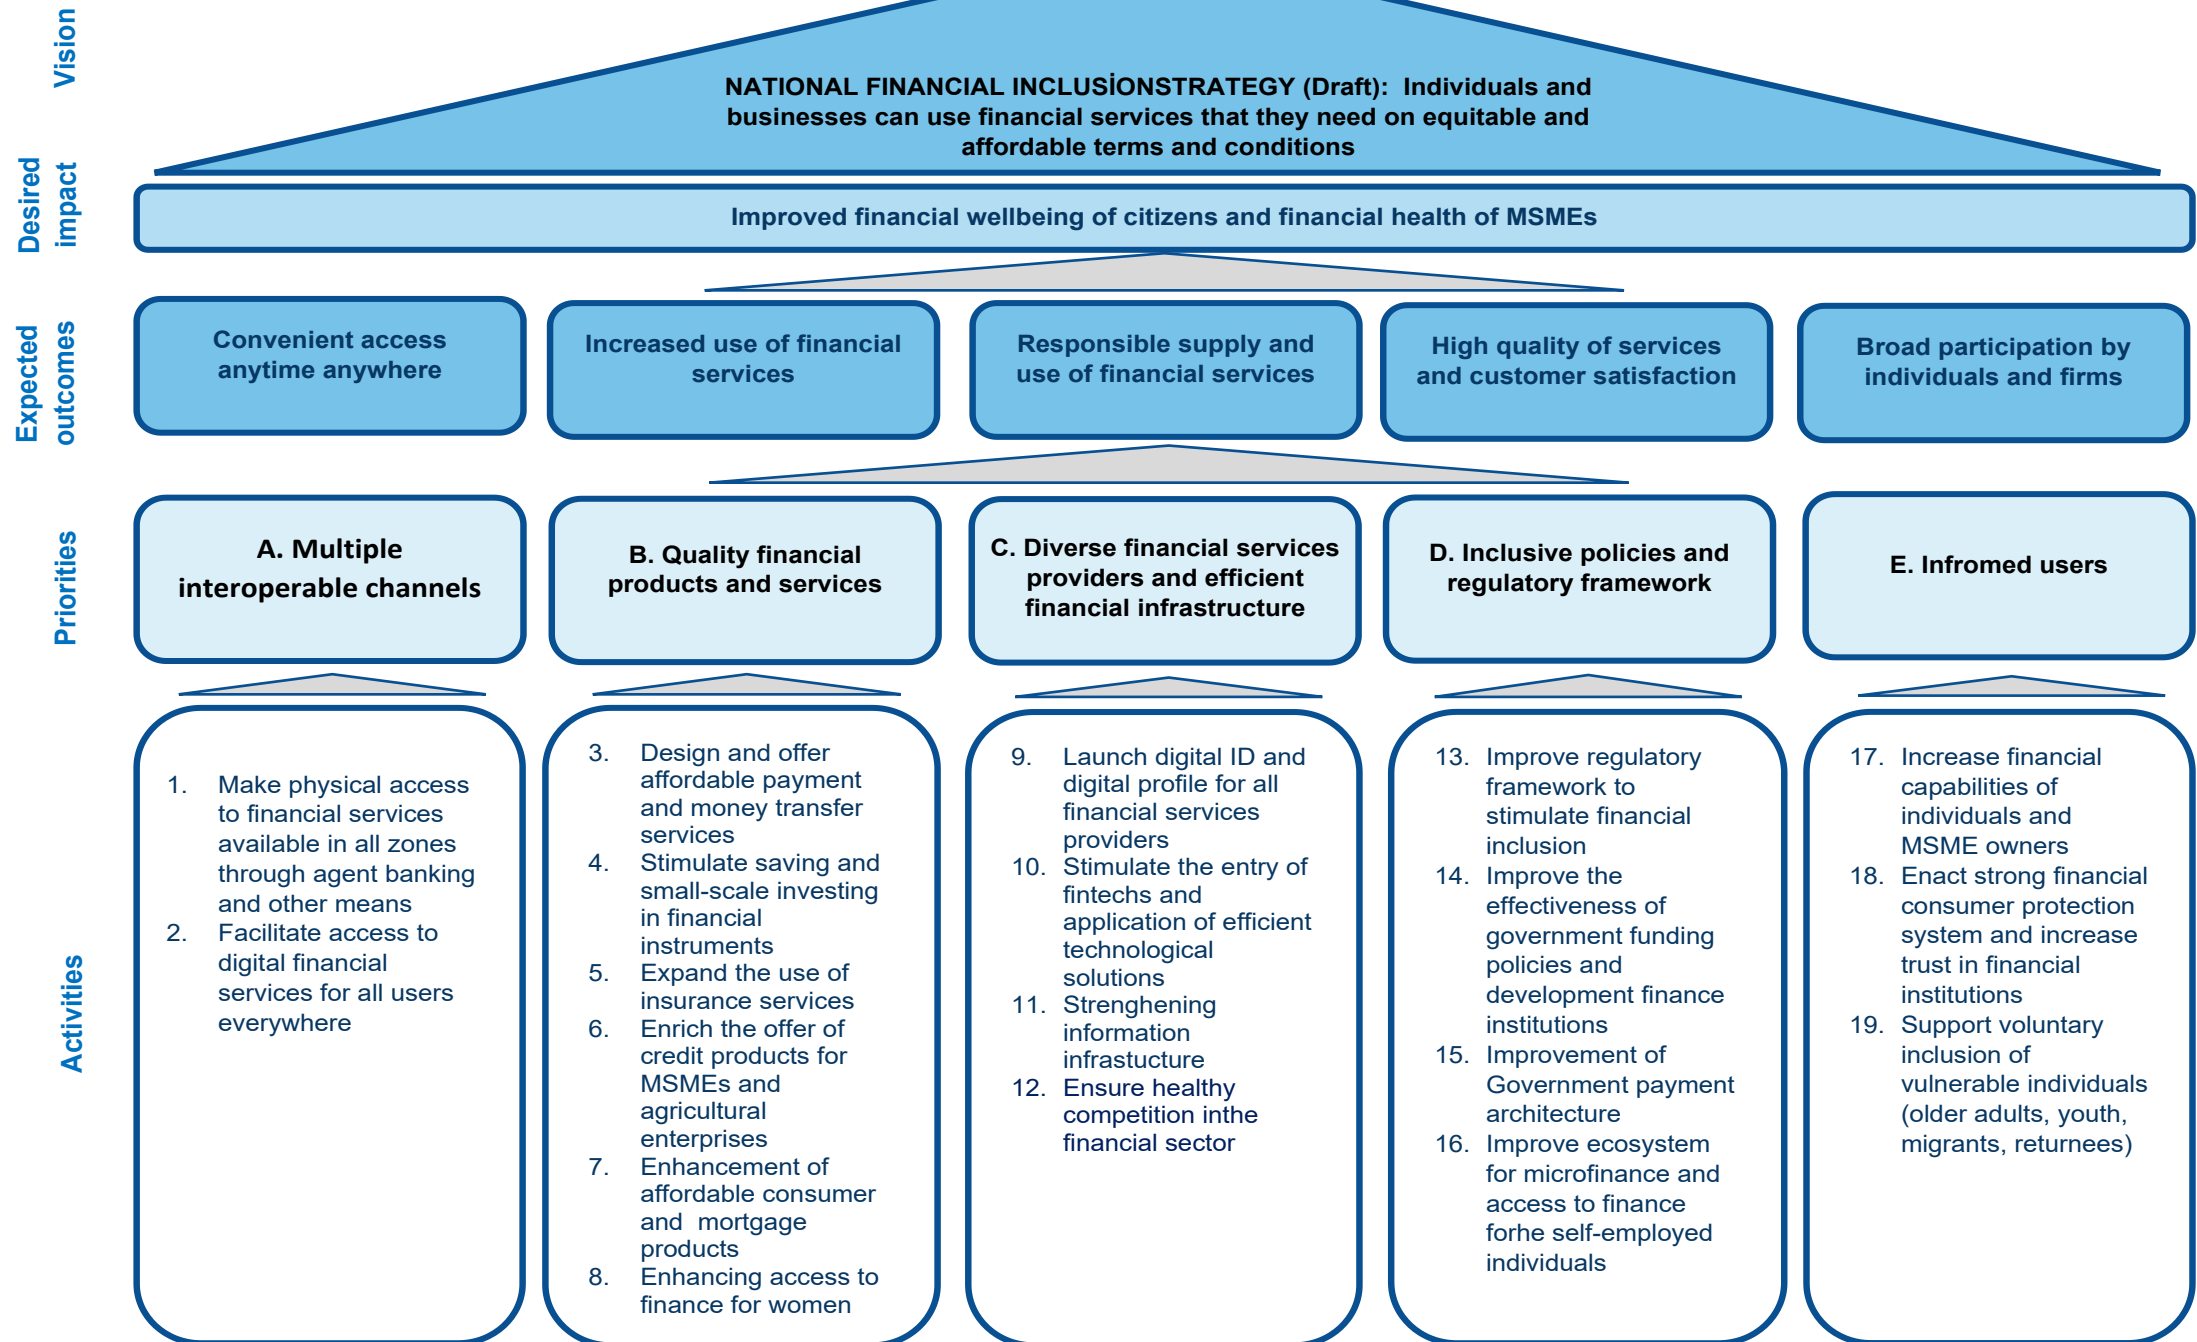 Vision
NATIONAL FINANCIAL INCLUSİONSTRATEGY (Draft): Individuals and
businesses can use financial services that they need on equitable and
affordable terms and conditions
Desired
impact
Improved financial wellbeing of citizens and financial health of MSMEs
Expected
outcomes
Convenient access
anytime anywhere
Increased use of financial
services
Responsible supply and
use of financial services
High quality of services
and customer satisfaction
Broad participation by
individuals and firms
Priorities
A. Multiple
interoperable channels
B. Quality financial
products and services
C. Diverse financial services
providers and efficient
financial infrastructure
D. Inclusive policies and
regulatory framework
E. Infromed users
Activities
1. Make physical access
to financial services
available in all zones
through agent banking
and other means
2. Facilitate access to
digital financial
services for all users
everywhere
3. Design and offer
affordable payment
and money transfer
services
4. Stimulate saving and
small-scale investing
in financial
instruments
5. Expand the use of
insurance services
6. Enrich the offer of
credit products for
MSMEs and
agricultural
enterprises
7. Enhancement of
affordable consumer
and mortgage
products
8. Enhancing access to
finance for women
9. Launch digital ID and
digital profile for all
financial services
providers
10. Stimulate the entry of
fintechs and
application of efficient
technological
solutions
11. Strenghening
information
infrastucture
12. Ensure healthy
competition inthe
financial sector
13. Improve regulatory
framework to
stimulate financial
inclusion
14. Improve the
effectiveness of
government funding
policies and
development finance
institutions
15. Improvement of
Government payment
architecture
16. Improve ecosystem
for microfinance and
access to finance
forhe self-employed
individuals
17. Increase financial
capabilities of
individuals and
MSME owners
18. Enact strong financial
consumer protection
system and increase
trust in financial
institutions
19. Support voluntary
inclusion of
vulnerable individuals
(older adults, youth,
migrants, returnees)